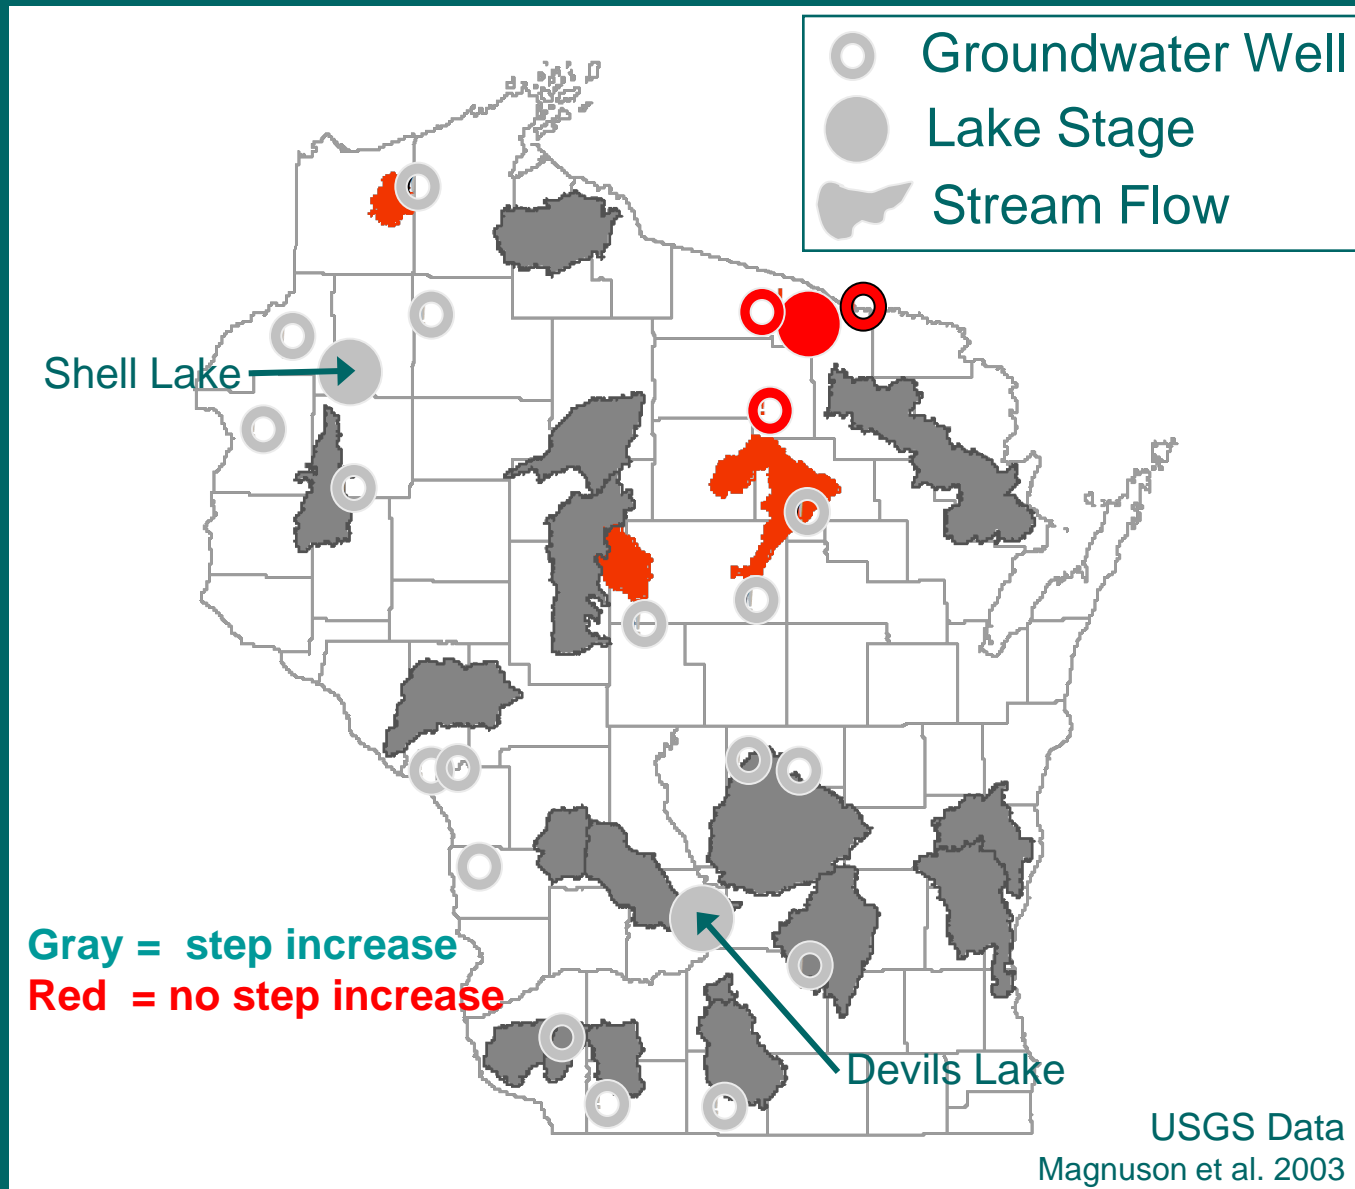 Groundwater Well
Lake Stage
Stream Flow
Shell Lake
Gray = step increase
Red = no step increase
Devils Lake
USGS Data
Magnuson et al. 2003